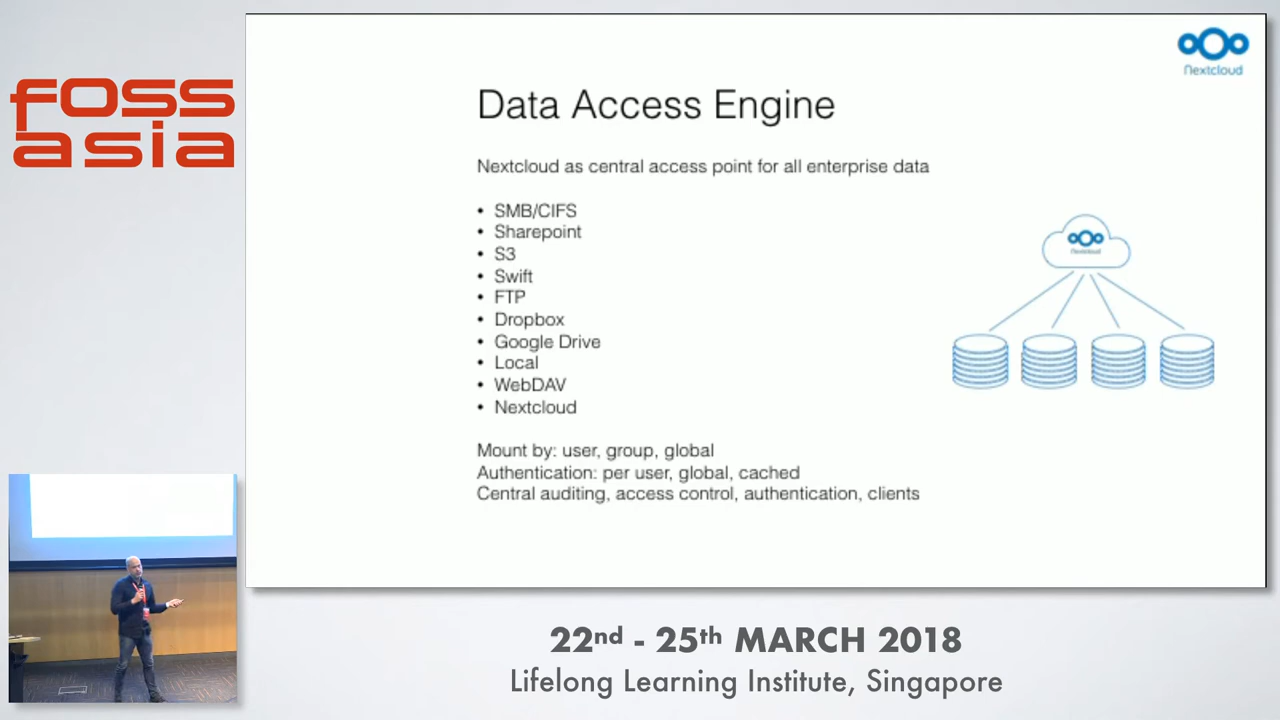 foss
asia
Nextcloud
Data Access Engine
Nextcloud as central access point for all enterprise data
• SMB/CIFS
• Sharepoint
• S3
• Swift
• FTP
• Dropbox
• Google Drive
• Local
• WebDAV
• Nextcloud
Nextcloud
Mount by: user, group, global
Authentication: per user, global, cached
Central auditing, access control, authentication, clients
22nd - 25th MARCH 2018
Lifelong Learning Institute, Singapore